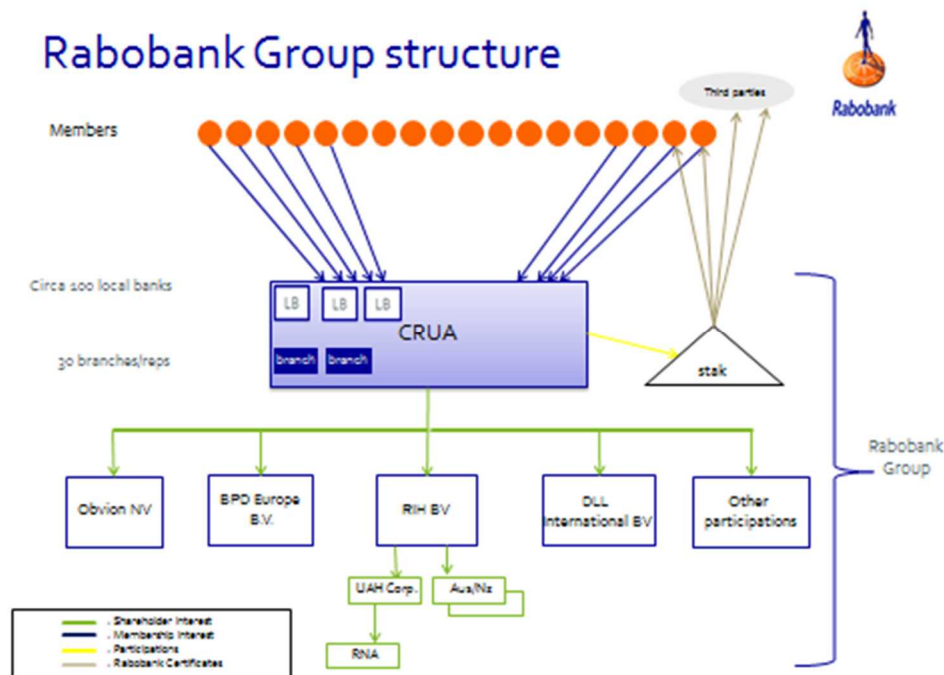 Rabobank Group structure
Rabobank
Third parties
Members
Circa 100 local banks
LB
LB
LB
CRUA
30 branches/reps
branch
branch
stak
Rabobank
Group
Obvion NV
BPD Europe
B.V.
RIH BV
DLL
International BV
Other
participations
UAH Corp.
Aus/Nz
RNA
. Shareholder Interest
. Membership Interest
. Participations
. Rabobank Certificates